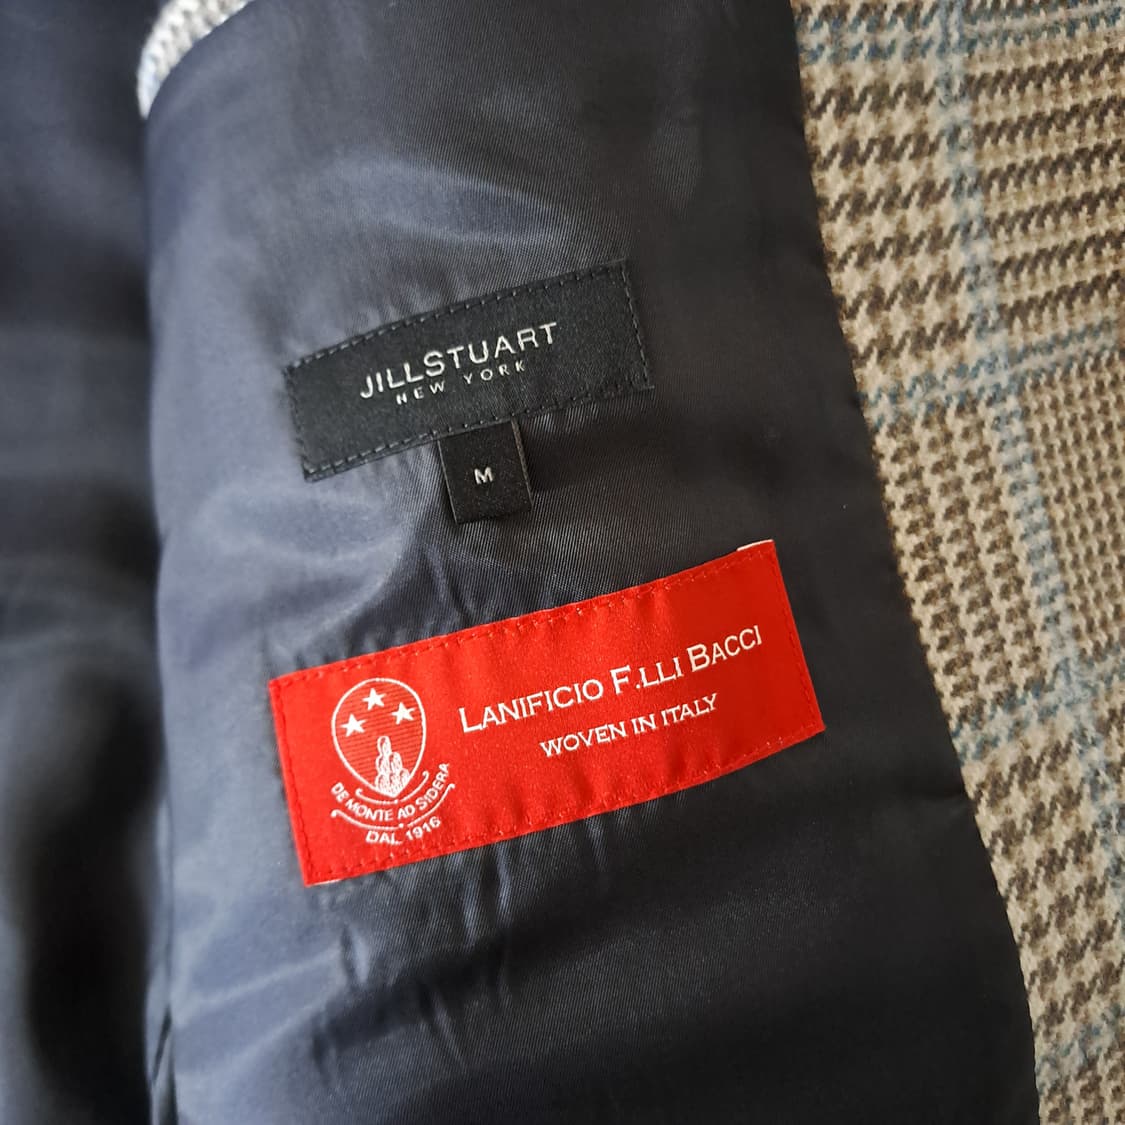 JILLSTUART
NEW YORK
M
LANIFICIO F.LLI BACCI
WOVEN IN ITALY
DE MONTE AD SIDERA
DAL 1916